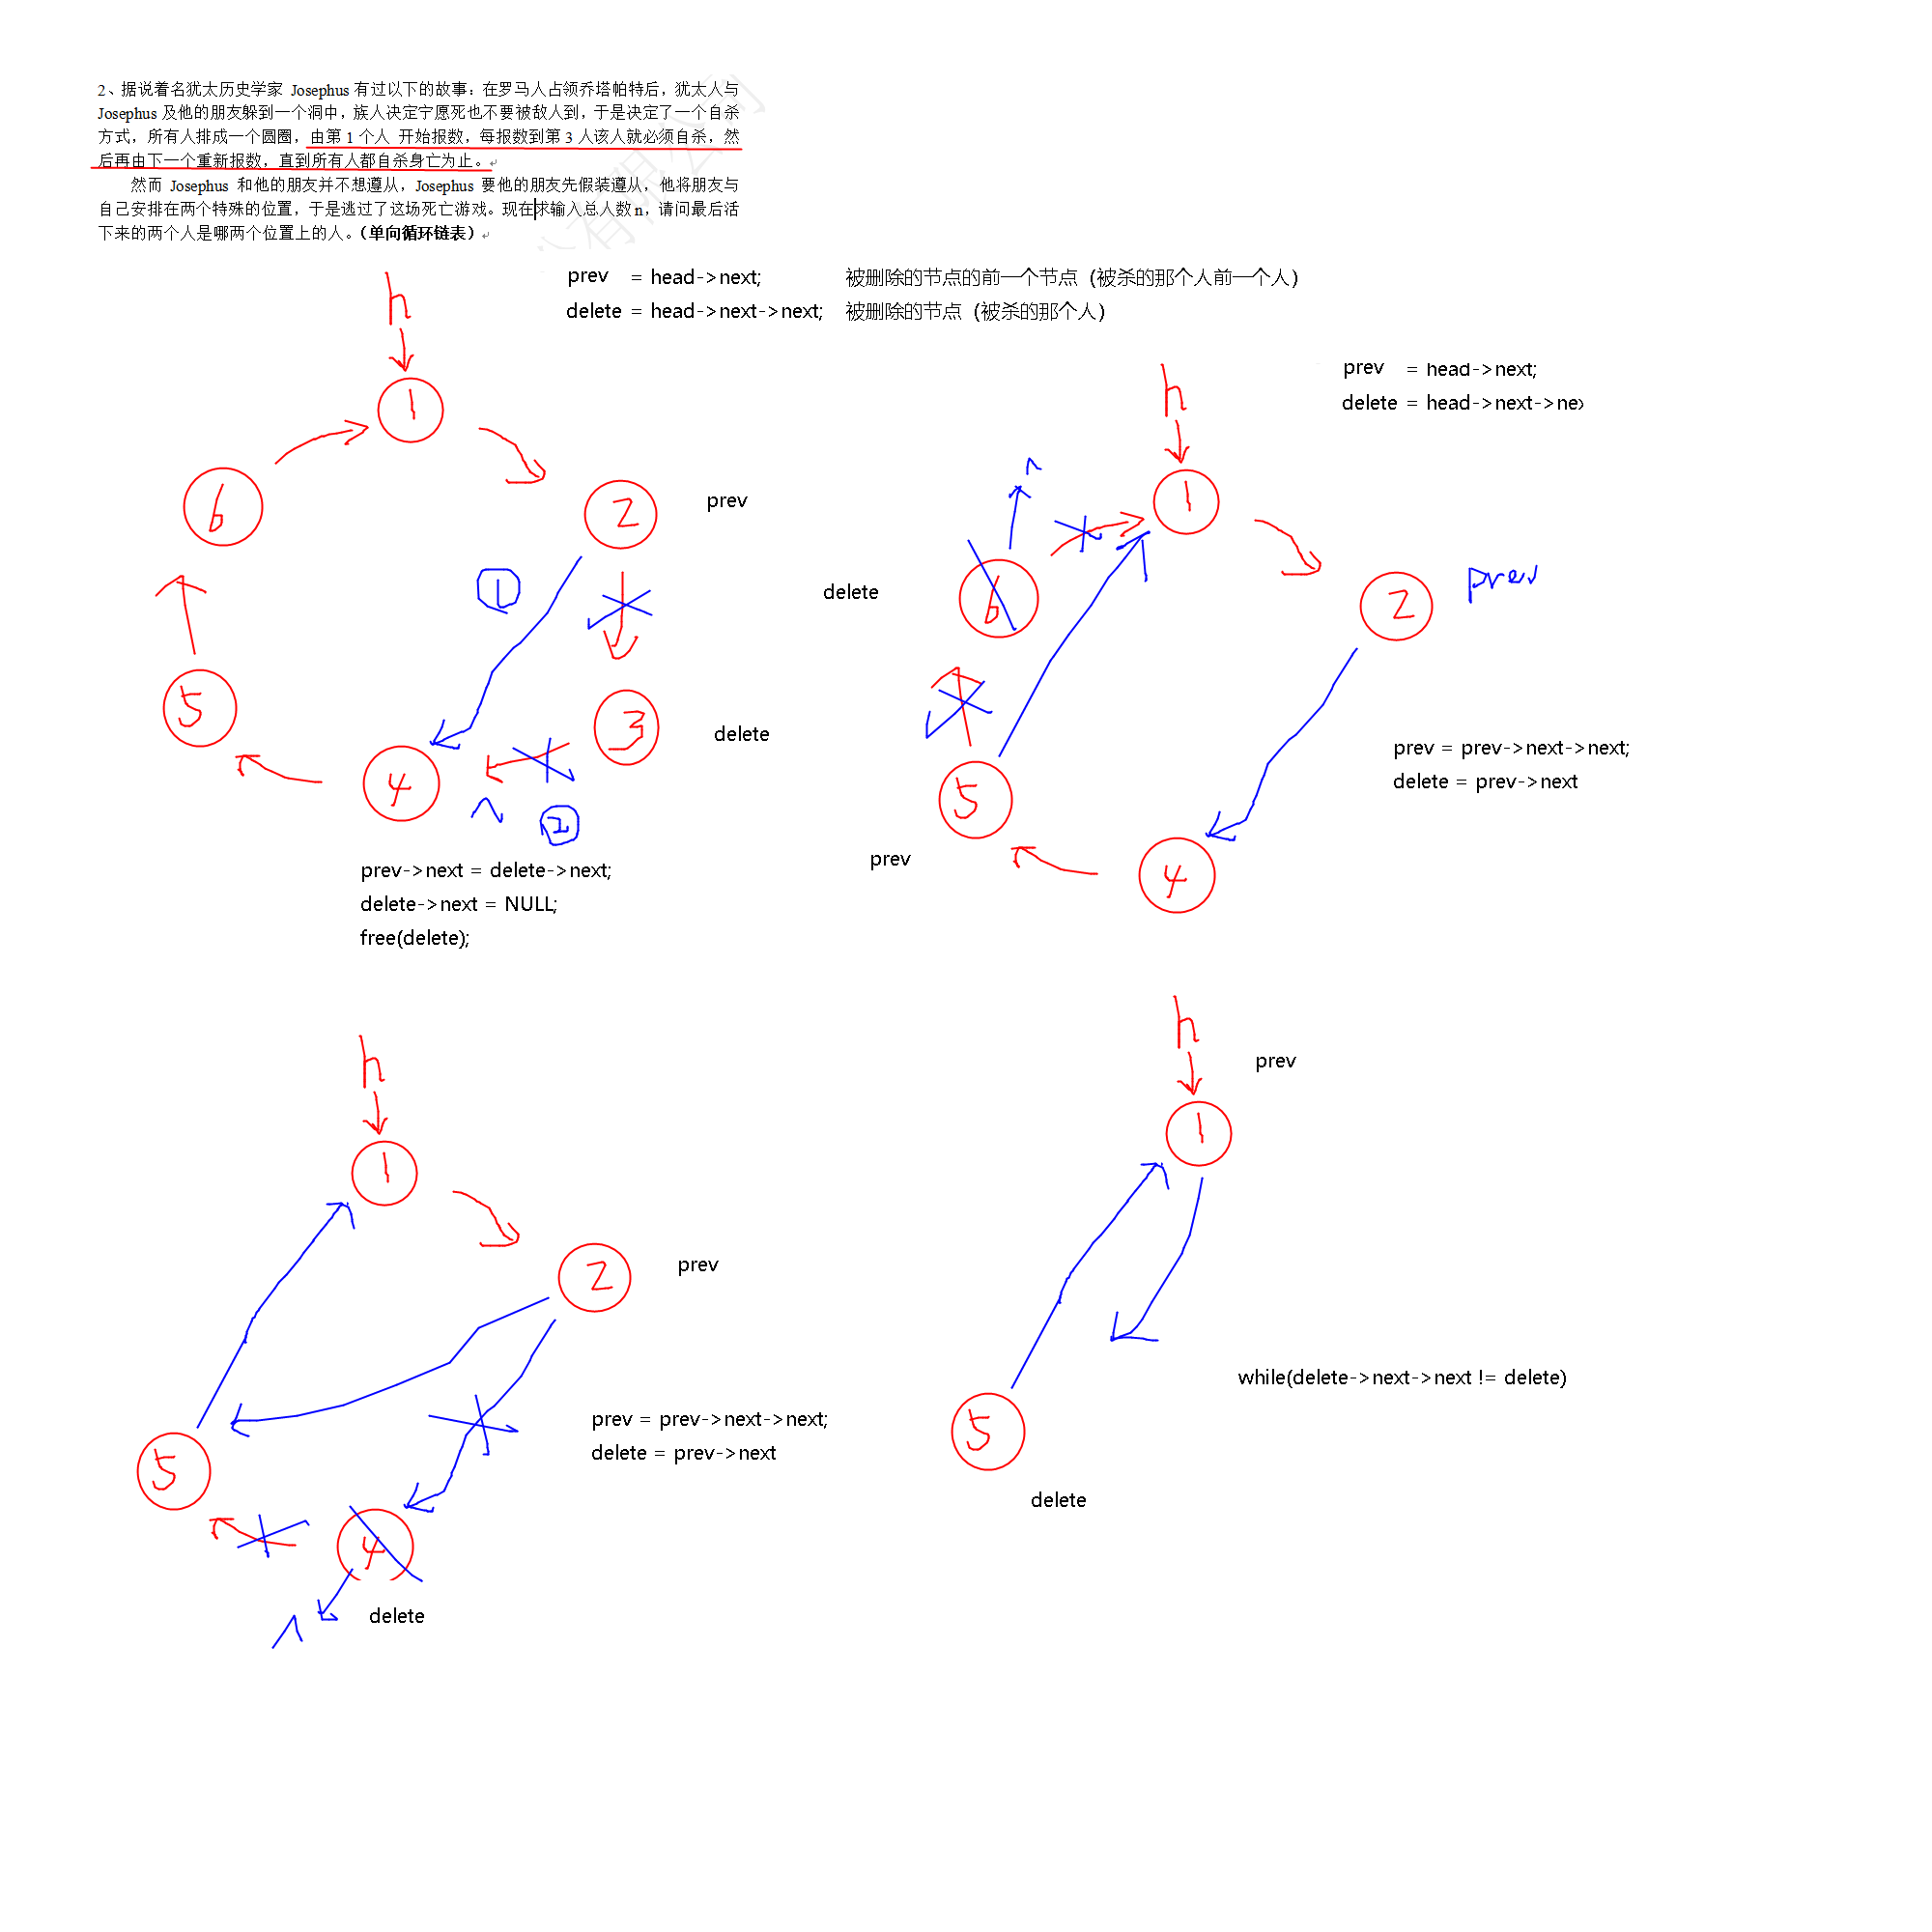 2、据说着名犹太历史学家 Josephus 有过以下的故事：在罗马人占领乔塔帕特后，犹太人与
Josephus 及他的朋友躲到一个洞中，族人决定宁愿死也不要被敌人到，于是决定了一个自杀
方式，所有人排成一个圆圈，由第 1 个人 开始报数，每报数到第 3 人该人就必须自杀，然
后再由下一个重新报数，直到所有人都自杀身亡为止。
然而 Josephus 和他的朋友并不想遵从，Josephus 要他的朋友先假装遵从，他将朋友与
自己安排在两个特殊的位置，于是逃过了这场死亡游戏。现在求输入总人数 n，请问最后活
下来的两个人是哪两个位置上的人。（单向循环链表）
有限公司
prev = head->next; 被删除的节点的前一个节点 (被杀的那个人前一个人)
delete = head->next->next; 被删除的节点 (被杀的那个人)
h
1
6
2
prev
①
5
3
delete
4
②
prev->next = delete->next;
delete->next = NULL;
free(delete);
prev = head->next;
delete = head->next->nex
h
1
delete
6
2
prev
prev = prev->next->next;
delete = prev->next
5
prev
4
h
1
2
prev
prev = prev->next->next;
delete = prev->next
5
4
delete
h
prev
1
while(delete->next->next != delete)
5
delete